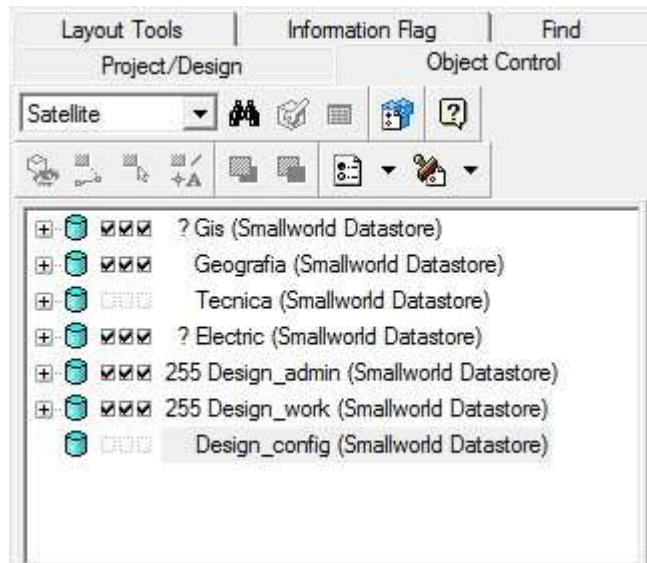 Layout Tools Information Flag Find
Project/Design Object Control
Satellite
? Gis (Smallworld Datastore)
Geografia (Smallworld Datastore)
Tecnica (Smallworld Datastore)
? Electric (Smallworld Datastore)
255 Design_admin (Smallworld Datastore)
255 Design_work (Smallworld Datastore)
Design_config (Smallworld Datastore)